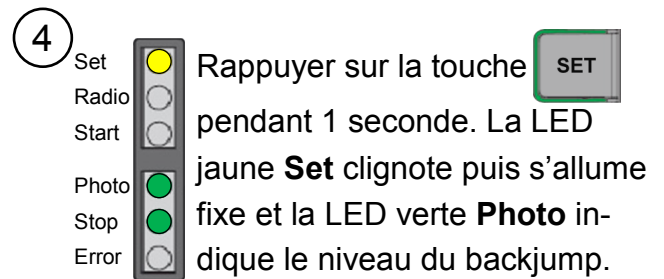 4
Set
Radio
Start
Photo
Stop
Error
Rappuyer sur la touche SET
pendant 1 seconde. La LED
jaune Set clignote puis s'allume
fixe et la LED verte Photo in-
dique le niveau du backjump.